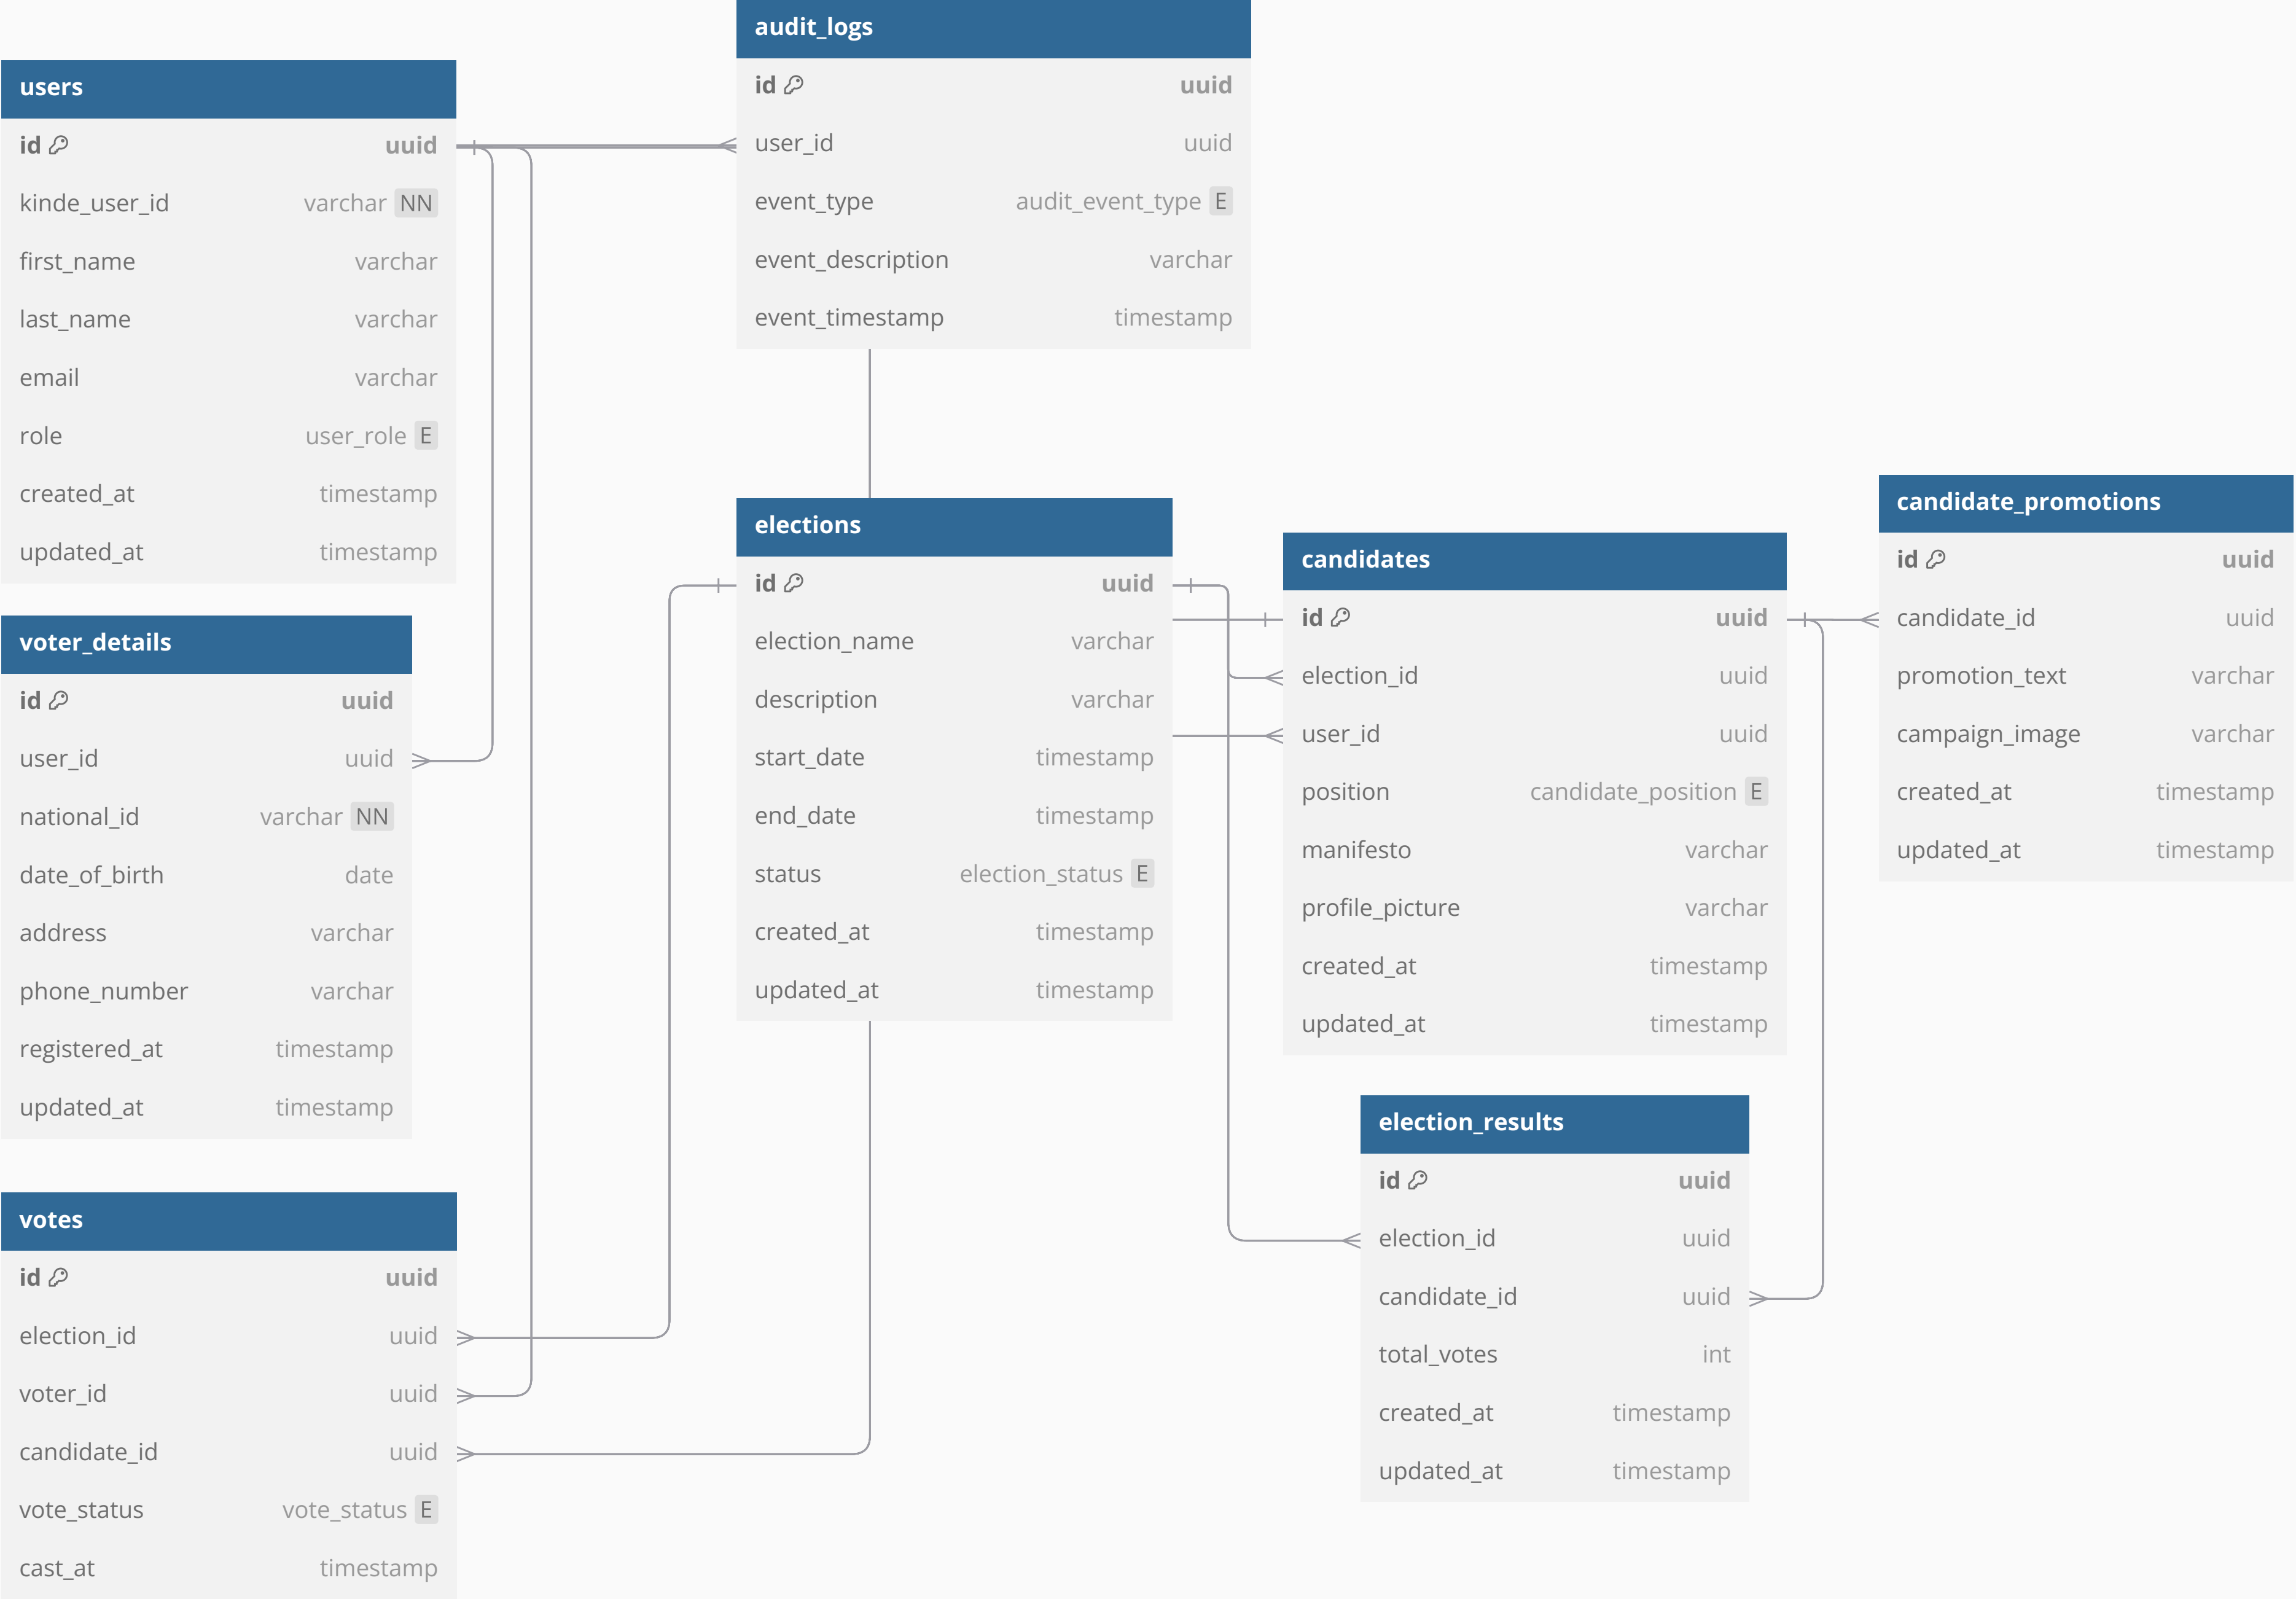 users
id uuid
kinde_user_id varchar NN
first_name varchar
last_name varchar
email varchar
role user_role E
created_at timestamp
updated_at timestamp
voter_details
id uuid
user_id uuid
national_id varchar NN
date_of_birth date
address varchar
phone_number varchar
registered_at timestamp
updated_at timestamp
votes
id uuid
election_id uuid
voter_id uuid
candidate_id uuid
vote_status vote_status E
cast_at timestamp
audit_logs
id uuid
user_id uuid
event_type audit_event_type E
event_description varchar
event_timestamp timestamp
elections
id uuid
election_name varchar
description varchar
start_date timestamp
end_date timestamp
status election_status E
created_at timestamp
updated_at timestamp
candidates
id uuid
election_id uuid
user_id uuid
position candidate_position E
manifesto varchar
profile_picture varchar
created_at timestamp
updated_at timestamp
election_results
id uuid
election_id uuid
candidate_id uuid
total_votes int
created_at timestamp
updated_at timestamp
candidate_promotions
id uuid
candidate_id uuid
promotion_text varchar
campaign_image varchar
created_at timestamp
updated_at timestamp